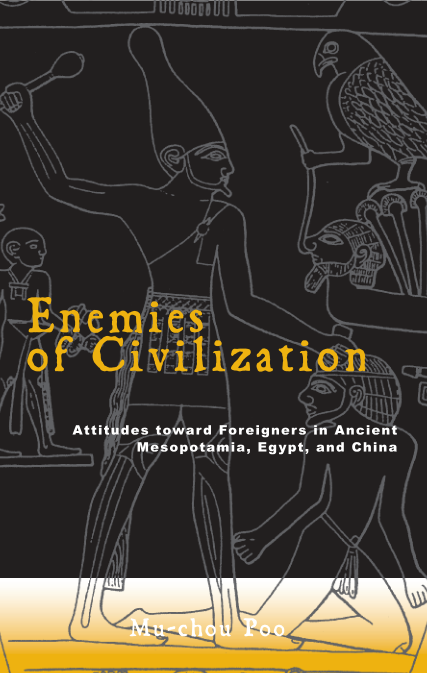 Enemies
of Civilization
Attitudes toward Foreigners in Ancient
Mesopotamia, Egypt, and China
Mu-chou Poo